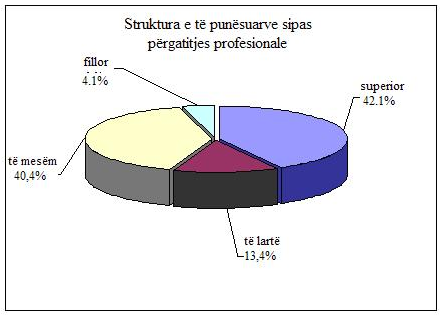 Struktura e të punësuarve sipas
përgatitjes profesionale
fillor
4.1%
superior
42.1%
të mesëm
40,4%
të lartë
13,4%